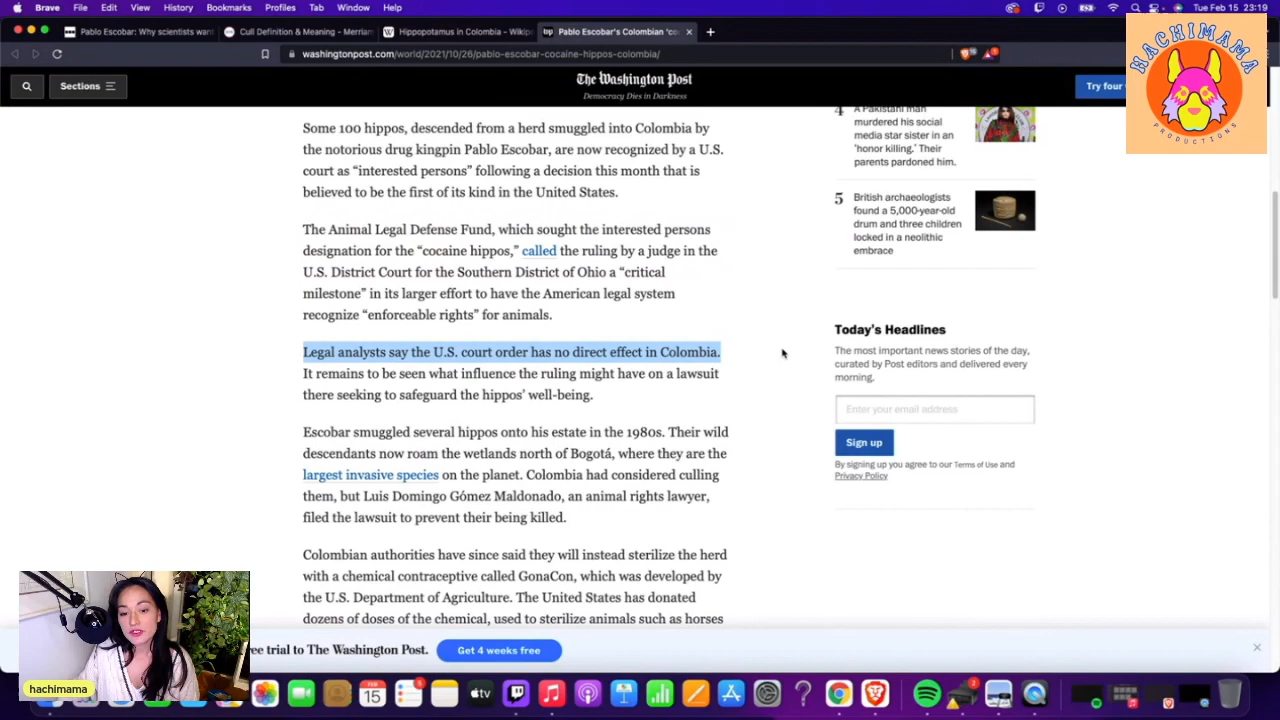 Brave File Edit View History Bookmarks Profiles Tab Window Help
Tue Feb 15 23:19
Pablo Escobar: Why scientists want
Cull Definition & Meaning - Merriam
Hippopotamus in Colombia - Wikip
Pablo Escobar's Colombian 'co
washingtonpost.com/world/2021/10/26/pablo-escobar-cocaine-hippos-colombia/
HACHIMAMA
PRODUCTIONS
Sections
The Washington Post
Democracy Dies in Darkness
Try four
Some 100 hippos, descended from a herd smuggled into Colombia by
the notorious drug kingpin Pablo Escobar, are now recognized by a U.S.
court as “interested persons” following a decision this month that is
believed to be the first of its kind in the United States.
The Animal Legal Defense Fund, which sought the interested persons
designation for the “cocaine hippos,” called the ruling by a judge in the
U.S. District Court for the Southern District of Ohio a “critical
milestone” in its larger effort to have the American legal system
recognize “enforceable rights” for animals.
Legal analysts say the U.S. court order has no direct effect in Colombia.
It remains to be seen what influence the ruling might have on a lawsuit
there seeking to safeguard the hippos’ well-being.
Escobar smuggled several hippos onto his estate in the 1980s. Their wild
descendants now roam the wetlands north of Bogotá, where they are the
largest invasive species on the planet. Colombia had considered culling
them, but Luis Domingo Gómez Maldonado, an animal rights lawyer,
filed the lawsuit to prevent their being killed.
Colombian authorities have since said they will instead sterilize the herd
with a chemical contraceptive called GonaCon, which was developed by
the U.S. Department of Agriculture. The United States has donated
dozens of doses of the chemical, used to sterilize animals such as horses
4
A Pakistani man
murdered his social
media star sister in an
‘honor killing.’ Their
parents pardoned him.
5
British archaeologists
found a 5,000-year-old
drum and three children
locked in a neolithic
embrace
Today’s Headlines
The most important news stories of the day,
curated by Post editors and delivered every
morning.
Enter your email address
Sign up
By signing up you agree to our Terms of Use and
Privacy Policy
ee trial to The Washington Post.
Get 4 weeks free
hachimama
FEB
15
tv